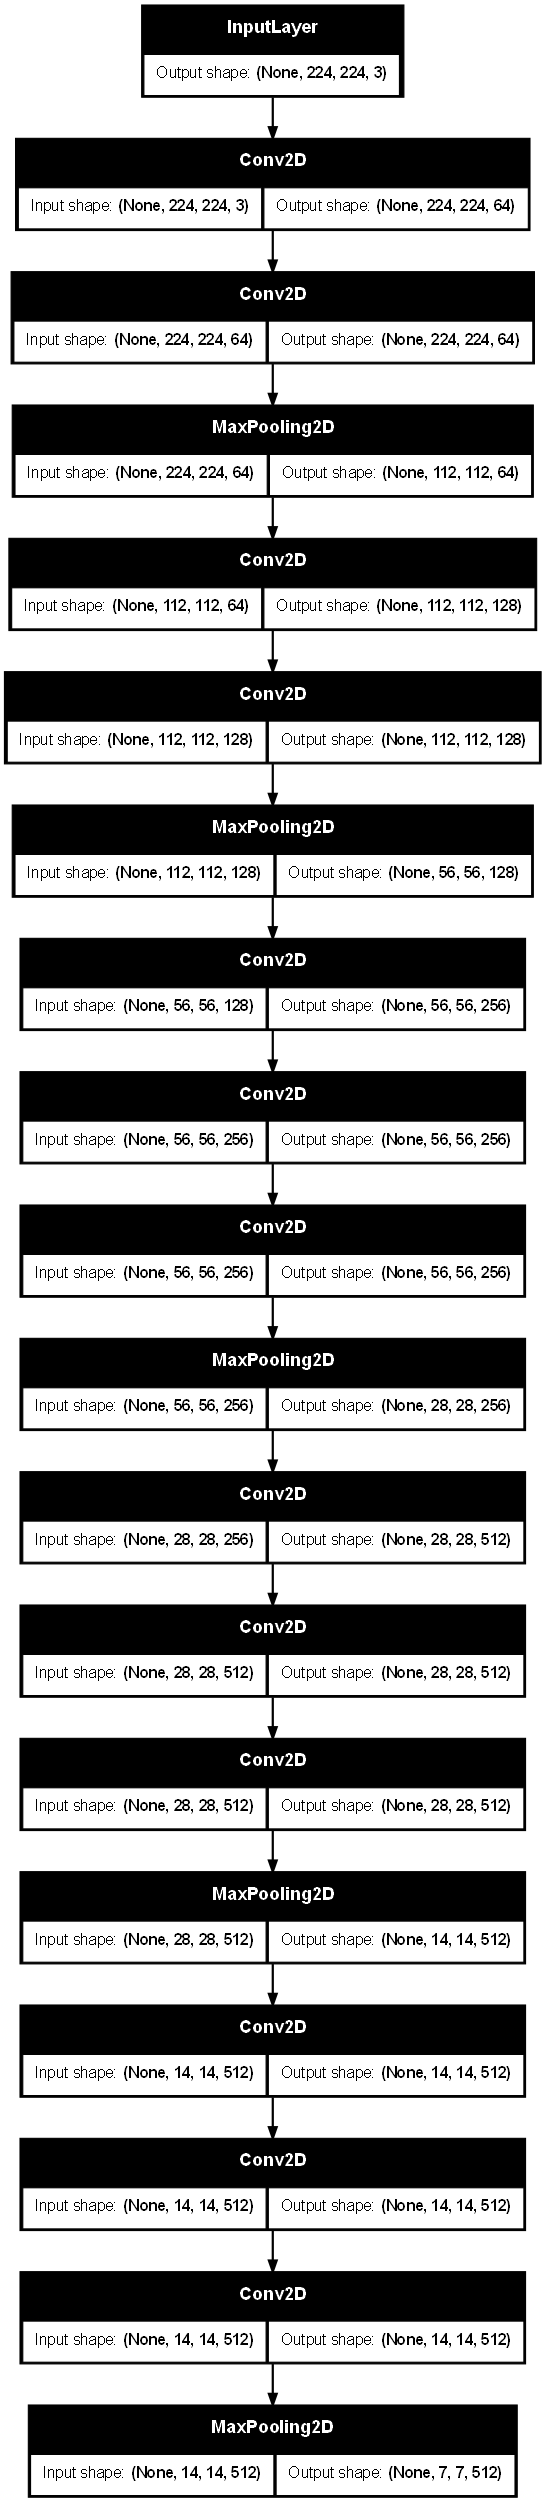 InputLayer
Output shape: (None, 224, 224, 3)
Conv2D
Input shape: (None, 224, 224, 3) Output shape: (None, 224, 224, 64)
Conv2D
Input shape: (None, 224, 224, 64) Output shape: (None, 224, 224, 64)
MaxPooling2D
Input shape: (None, 224, 224, 64) Output shape: (None, 112, 112, 64)
Conv2D
Input shape: (None, 112, 112, 64) Output shape: (None, 112, 112, 128)
Conv2D
Input shape: (None, 112, 112, 128) Output shape: (None, 112, 112, 128)
MaxPooling2D
Input shape: (None, 112, 112, 128) Output shape: (None, 56, 56, 128)
Conv2D
Input shape: (None, 56, 56, 128) Output shape: (None, 56, 56, 256)
Conv2D
Input shape: (None, 56, 56, 256) Output shape: (None, 56, 56, 256)
Conv2D
Input shape: (None, 56, 56, 256) Output shape: (None, 56, 56, 256)
MaxPooling2D
Input shape: (None, 56, 56, 256) Output shape: (None, 28, 28, 256)
Conv2D
Input shape: (None, 28, 28, 256) Output shape: (None, 28, 28, 512)
Conv2D
Input shape: (None, 28, 28, 512) Output shape: (None, 28, 28, 512)
Conv2D
Input shape: (None, 28, 28, 512) Output shape: (None, 28, 28, 512)
MaxPooling2D
Input shape: (None, 28, 28, 512) Output shape: (None, 14, 14, 512)
Conv2D
Input shape: (None, 14, 14, 512) Output shape: (None, 14, 14, 512)
Conv2D
Input shape: (None, 14, 14, 512) Output shape: (None, 14, 14, 512)
Conv2D
Input shape: (None, 14, 14, 512) Output shape: (None, 14, 14, 512)
MaxPooling2D
Input shape: (None, 14, 14, 512) Output shape: (None, 7, 7, 512)